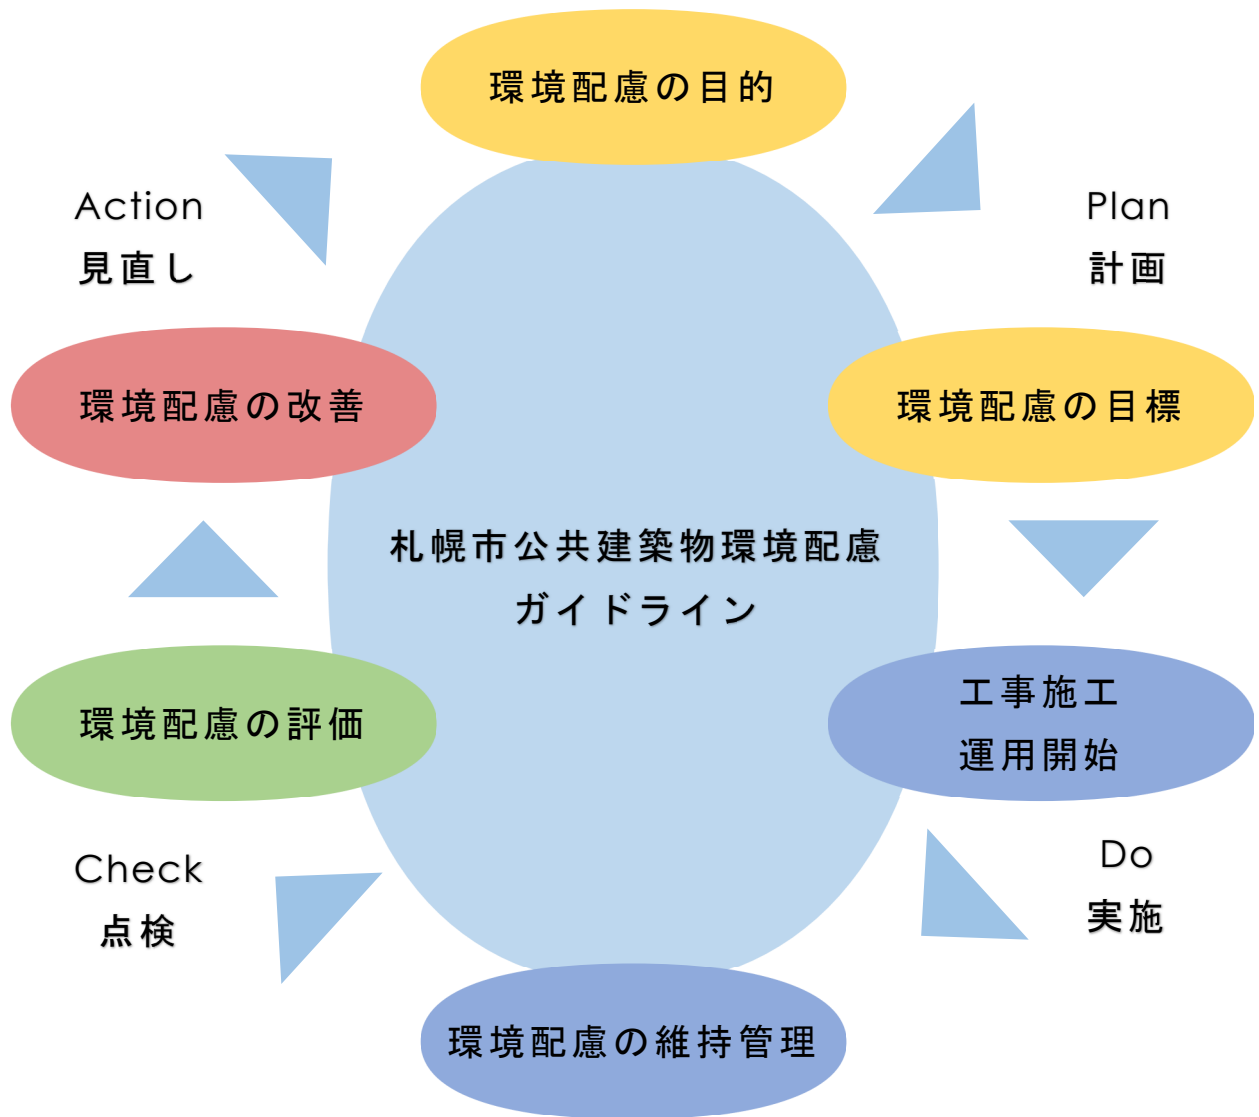 環境配慮の目的
Action
見直し
Plan
計画
環境配慮の改善
環境配慮の目標
札幌市公共建築物環境配慮
ガイドライン
環境配慮の評価
工事施工
運用開始
Check
点検
Do
実施
環境配慮の維持管理